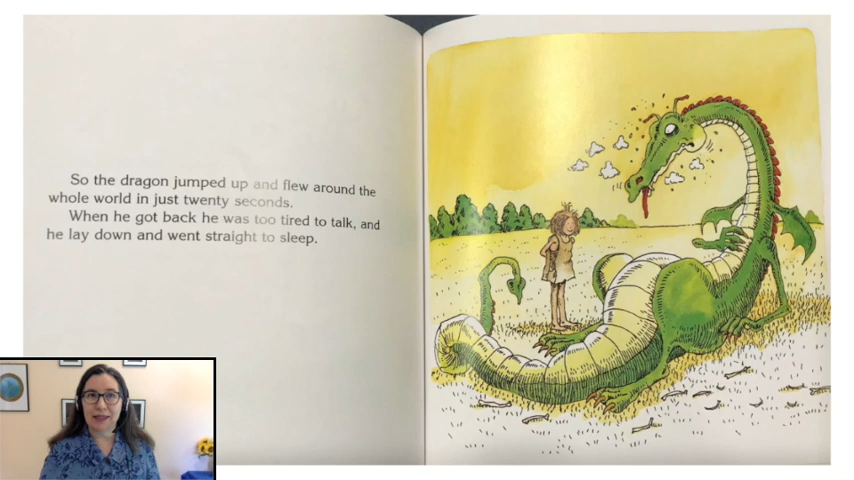 So the dragon jumped up and flew around the
whole world in just twenty seconds.
When he got back he was too tired to talk, and
he lay down and went straight to sleep.